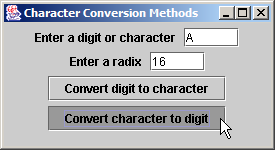 Character Conversion Methods
Enter a digit or character A
Enter a radix 16
Convert digit to character
Convert character to digit